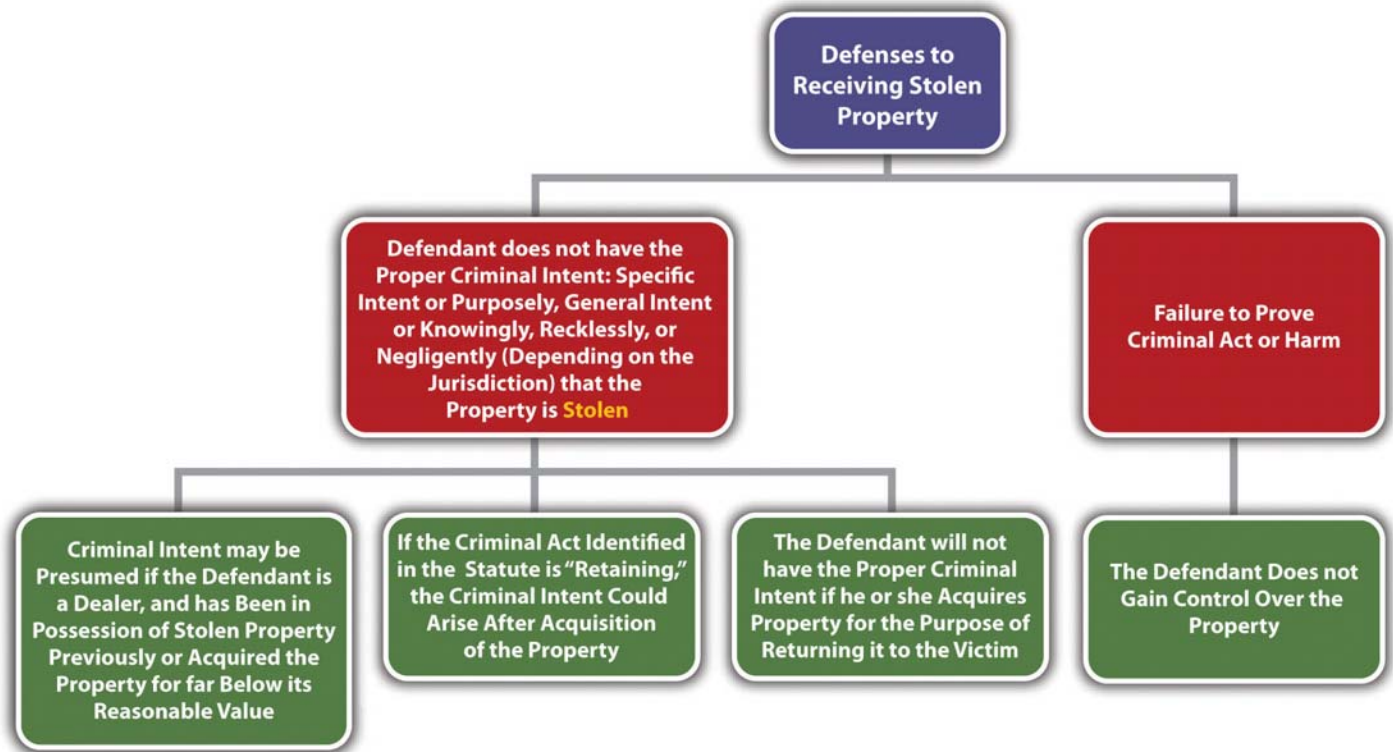 Defenses to
Receiving Stolen
Property
Defendant does not have the
Proper Criminal Intent: Specific
Intent or Purposely, General Intent
or Knowingly, Recklessly, or
Negligently (Depending on the
Jurisdiction) that the
Property is Stolen
Failure to Prove
Criminal Act or Harm
Criminal Intent may be
Presumed if the Defendant is
a Dealer, and has Been in
Possession of Stolen Property
Previously or Acquired the
Property for far Below its
Reasonable Value
If the Criminal Act Identified
in the Statute is “Retaining,”
the Criminal Intent Could
Arise After Acquisition
of the Property
The Defendant will not
have the Proper Criminal
Intent if he or she Acquires
Property for the Purpose of
Returning it to the Victim
The Defendant Does not
Gain Control Over the
Property